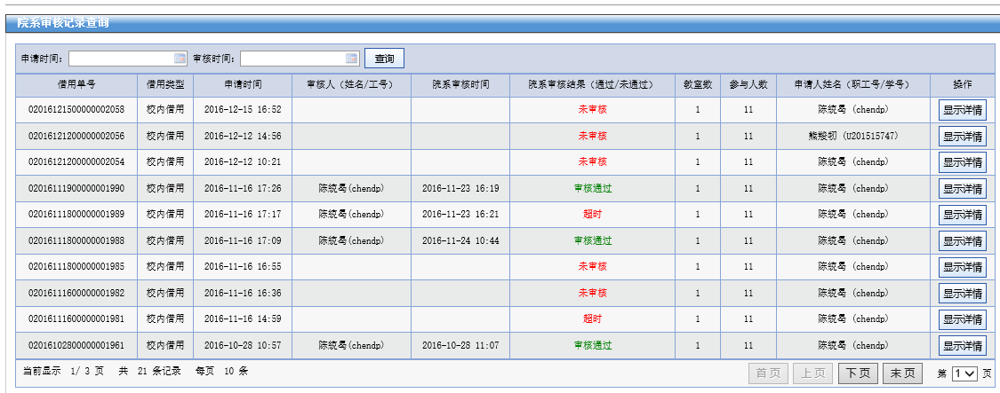 院系审核记录查询
申请时间: 审核时间: 查询
借用单号 借用类型 申请时间 审核人（姓名/工号） 院系审核时间 院系审核结果（通过/未通过） 教室数 参与人数 申请人姓名（职工号/学号） 操作
02016121500000002058 校内借用 2016-12-15 16:52 未审核 1 11 陈统 (chendp) 显示详情
02016121200000002056 校内借用 2016-12-12 14:56 未审核 1 11 熊 (U201515747) 显示详情
02016121200000002054 校内借用 2016-12-12 10:21 未审核 1 11 陈统 (chendp) 显示详情
02016111900000001990 校内借用 2016-11-16 17:26 陈统(chendp) 2016-11-23 16:19 审核通过 1 11 陈统 (chendp) 显示详情
02016111800000001989 校内借用 2016-11-16 17:17 陈统(chendp) 2016-11-23 16:21 超时 1 11 陈统 (chendp) 显示详情
02016111800000001988 校内借用 2016-11-16 17:09 陈统(chendp) 2016-11-24 10:44 审核通过 1 11 陈统 (chendp) 显示详情
02016111800000001985 校内借用 2016-11-16 16:55 未审核 1 11 陈统 (chendp) 显示详情
02016111600000001982 校内借用 2016-11-16 16:36 未审核 1 11 陈统 (chendp) 显示详情
02016111600000001981 校内借用 2016-11-16 14:59 超时 1 11 陈统 (chendp) 显示详情
02016102800000001961 校内借用 2016-10-28 10:57 陈统(chendp) 2016-10-28 11:07 审核通过 1 11 陈统 (chendp) 显示详情
当前显示 1/ 3 页 共 21 条记录 每页 10 条 首页 上页 下页 末页 第 1 页